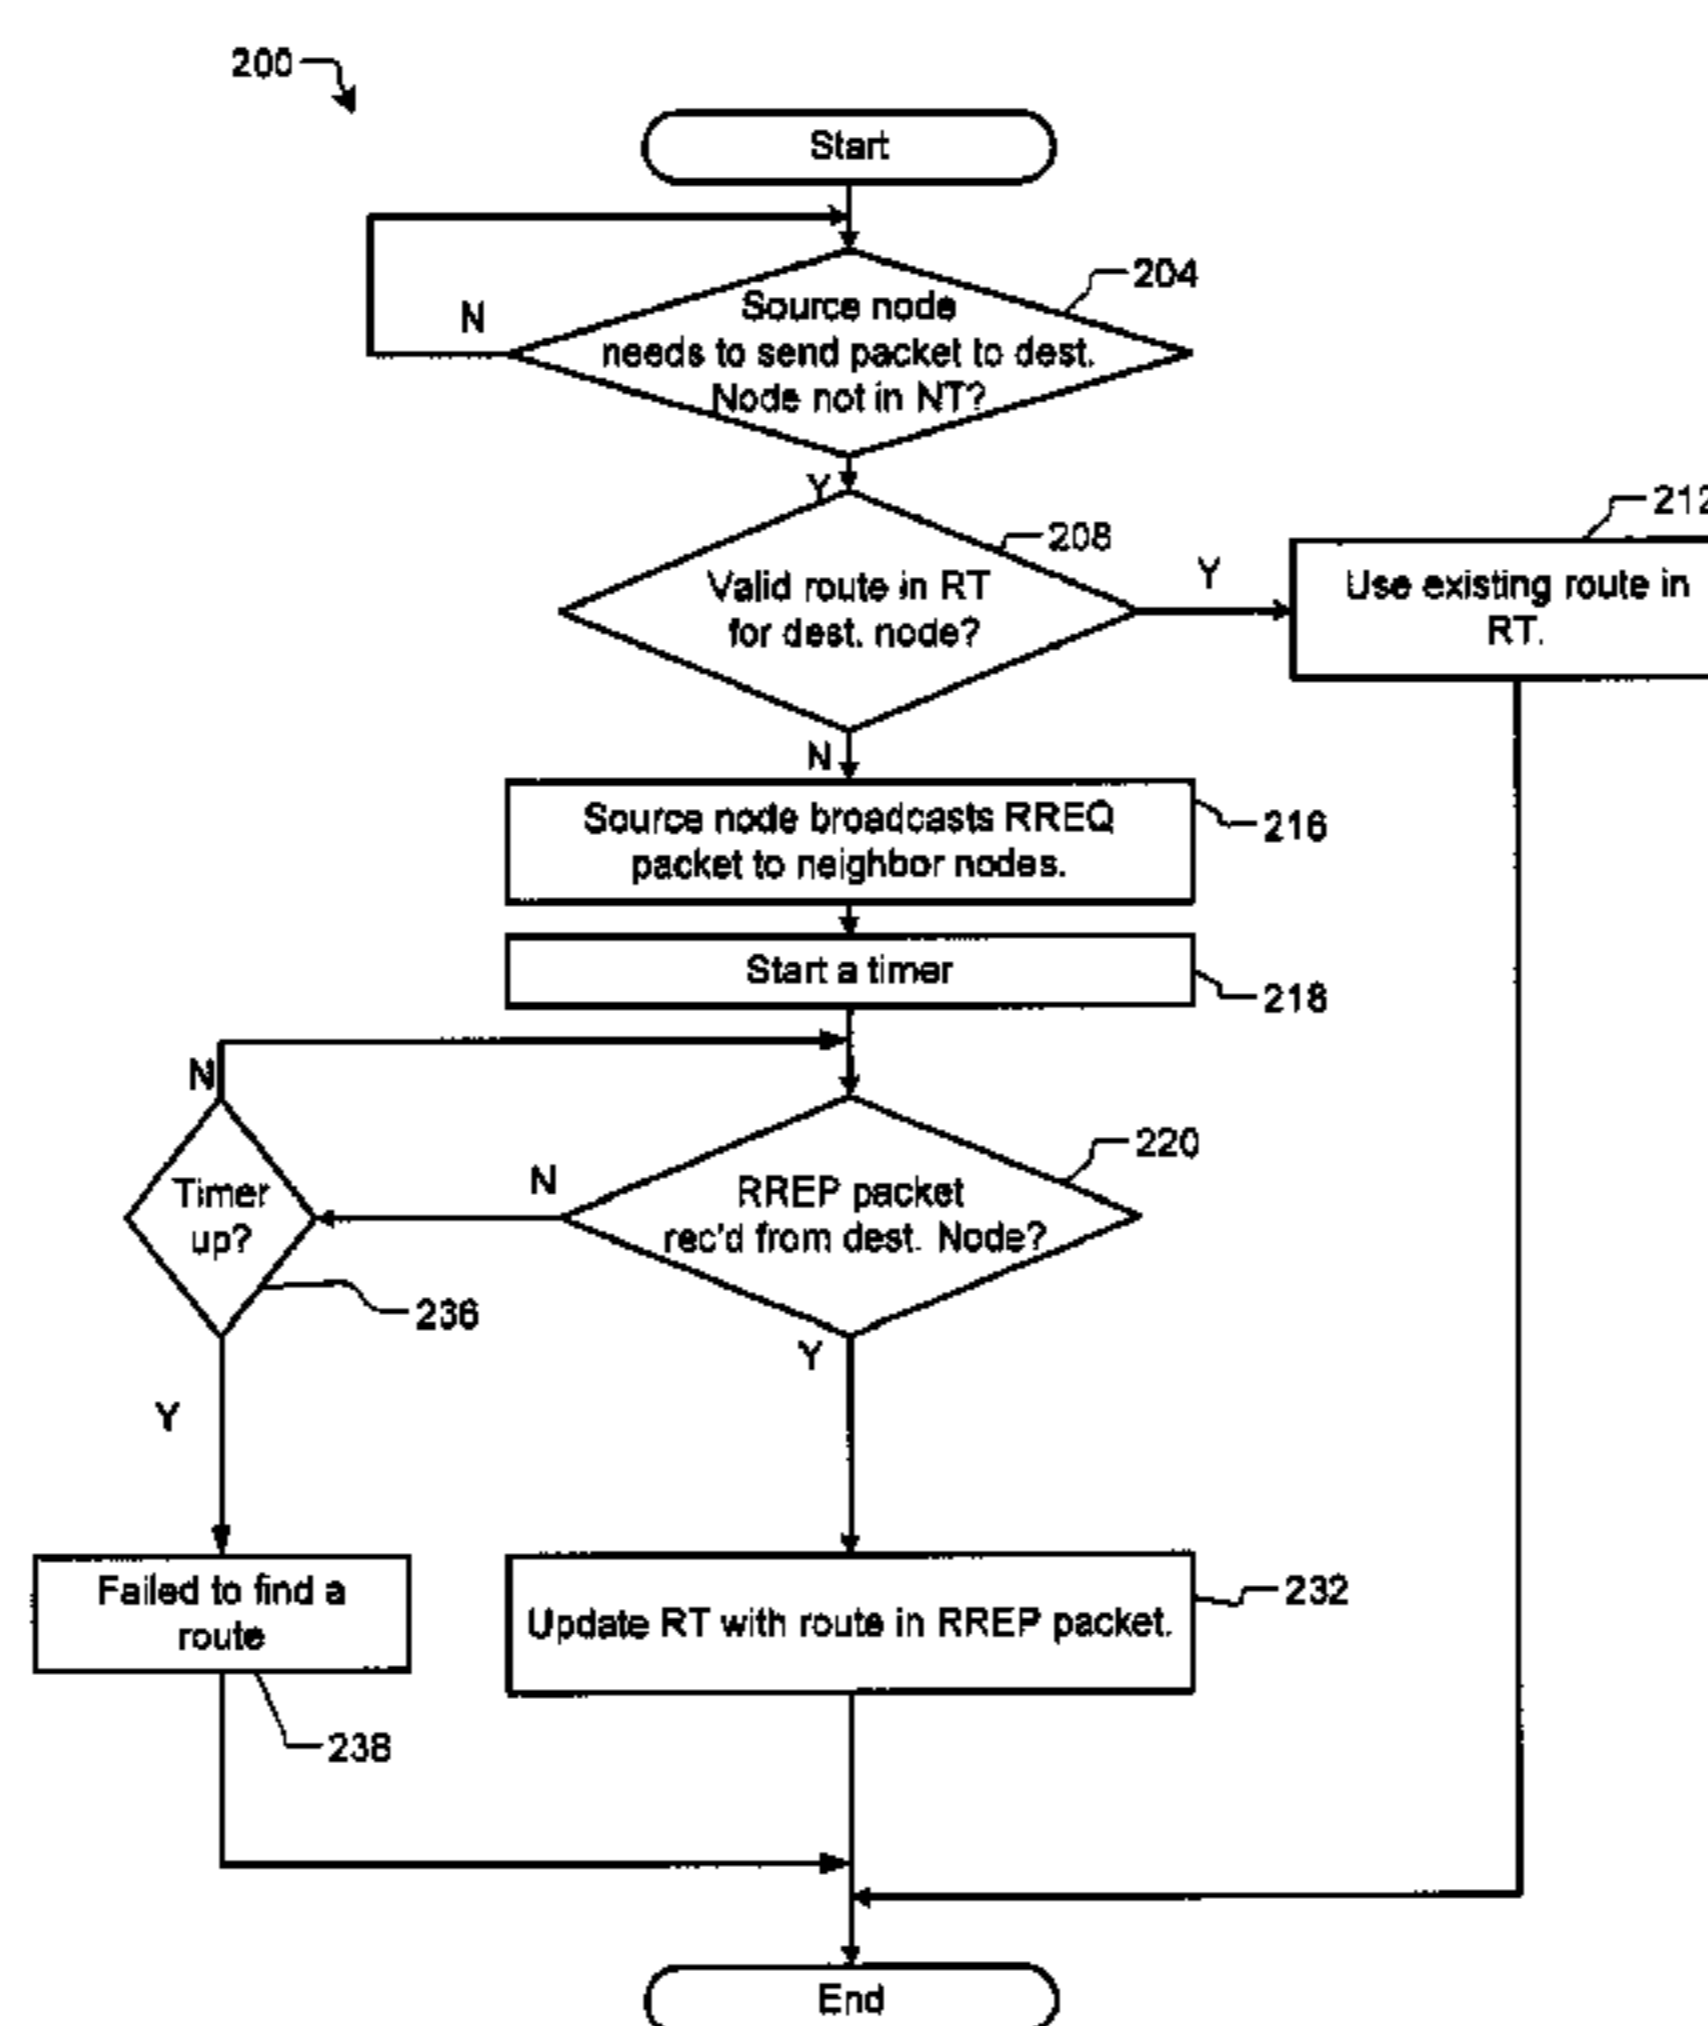 200
Start
204
N
Source node
needs to send packet to dest.
Node not in NT?
Y
208
212
Valid route in RT
for dest. node?
Y
Use existing route in
RT.
N
Source node broadcasts RREQ
packet to neighbor nodes.
216
Start a timer
218
N
220
Timer
up?
N
RREP packet
rec'd from dest. Node?
236
Y
Y
Failed to find a
route
Update RT with route in RREP packet.
232
238
End